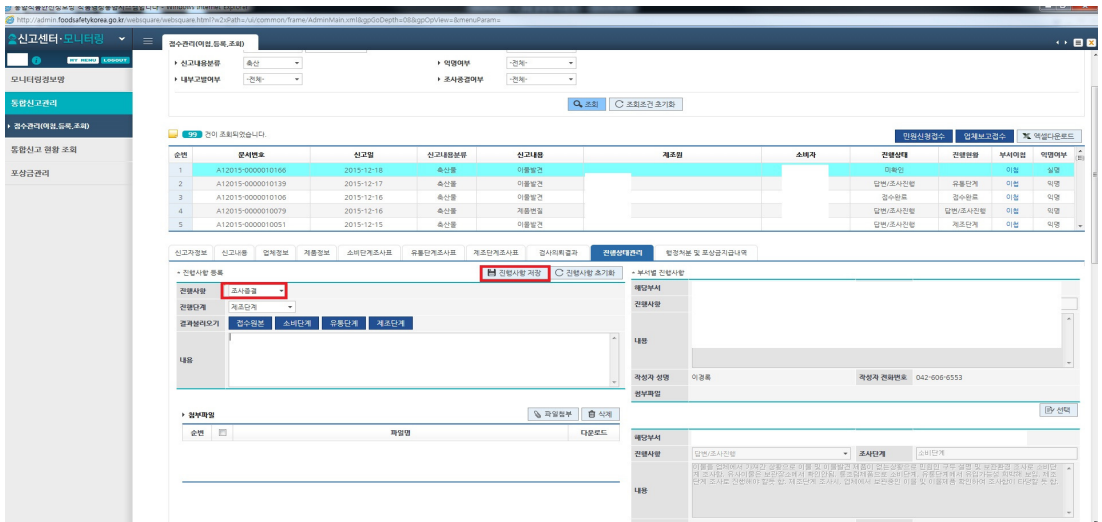 http://admin.foodsafetykorea.go.kr/websquare/websquare.html?w2xPath=/ui/common/frame/AdminMain.xml&gpGoDepth=08&gpOpView=&menuParam=
신고센터·모니터링
접수관리(이첩,등록,조회)
MY MENU LOGOUT
신고내용분류 축산 익명여부 -전체-
모니터링정보망
내부고발여부 -전체- 조사종결여부 -전체-
통합신고관리
조회 조회조건 초기화
접수관리(이첩,등록,조회)
99 건이 조회되었습니다. 민원신청접수 업체보고접수 엑셀다운로드
통합신고 현황 조회
순번 문서번호 신고일 신고내용분류 신고내용 제조원 소비자 진행상태 진행현황 부서이첩 익명여부
포상금관리
1 A12015-0000010166 2015-12-18 축산물 이물발견 미확인 이첩 실명
2 A12015-0000010139 2015-12-17 축산물 이물발견 답변/조사진행 유통단계 이첩 익명
3 A12015-0000010106 2015-12-16 축산물 이물발견 접수완료 접수완료 이첩 익명
4 A12015-0000010079 2015-12-16 축산물 제품변질 답변/조사진행 답변/조사진행 이첩 익명
5 A12015-0000010051 2015-12-15 축산물 이물발견 답변/조사진행 제조단계 이첩 익명
신고자정보 신고내용 업체정보 제품정보 소비단계조사표 유통단계조사표 제조단계조사표 검사의뢰결과 진행상태관리 행정처분 및 포상금지급내역
진행사항 등록 진행사항 저장 진행사항 초기화 부서별 진행사항
진행사항 조사종결 해당부서
진행단계 제조단계 진행사항
결과불러오기 접수원본 소비단계 유통단계 제조단계
내용 내용
작성자 성명 이경록 작성자 전화번호 042-606-6553
첨부파일
첨부파일 파일첨부 삭제 선택
순번 파일명 다운로드 해당부서
진행사항 답변/조사진행 조사단계 소비단계
내용